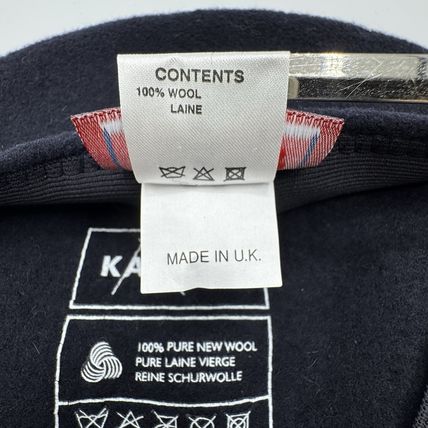 CONTENTS
100% WOOL
LAINE
MADE IN U.K.
KA
100% PURE NEW WOOL
PURE LAINE VIERGE
REINE SCHURWOLLE